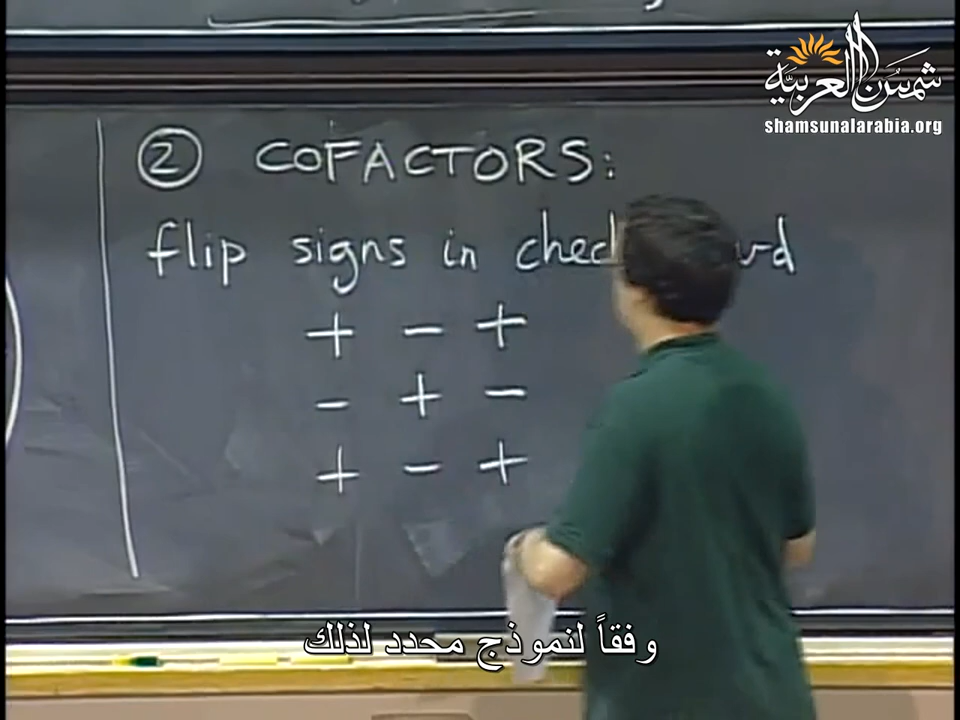 شمس العربية
shamsunalarabia.org
② COFACTORS:
flip signs in
+ - +
- + -
+ - +
وفقاً لنموذج محدد لذلك